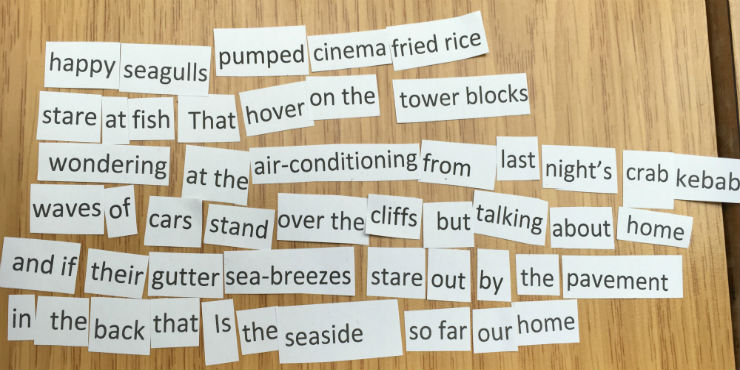 happy seagulls pumped cinema fried rice
stare at fish That hover on the tower blocks
wondering at the air-conditioning from last night's crab kebab
waves of cars stand over the cliffs but talking about home
and if their gutter sea-breezes stare out by the pavement
in the back that Is the seaside so far our home